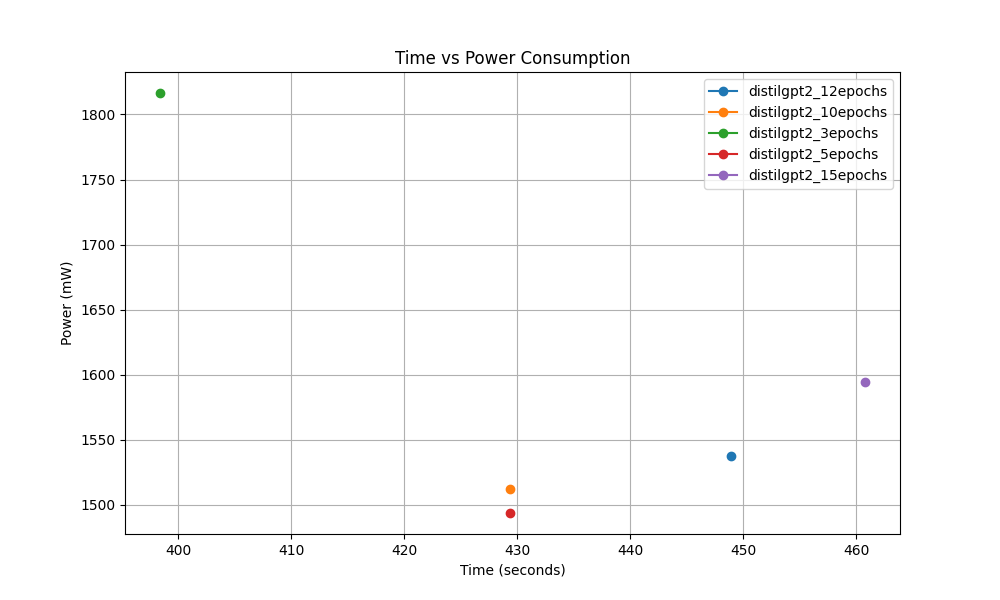 Time vs Power Consumption
distilgpt2_12epochs
distilgpt2_10epochs
distilgpt2_3epochs
distilgpt2_5epochs
distilgpt2_15epochs
Power (mW)
1800
1750
1700
1650
1600
1550
1500
400 410 420 430 440 450 460
Time (seconds)